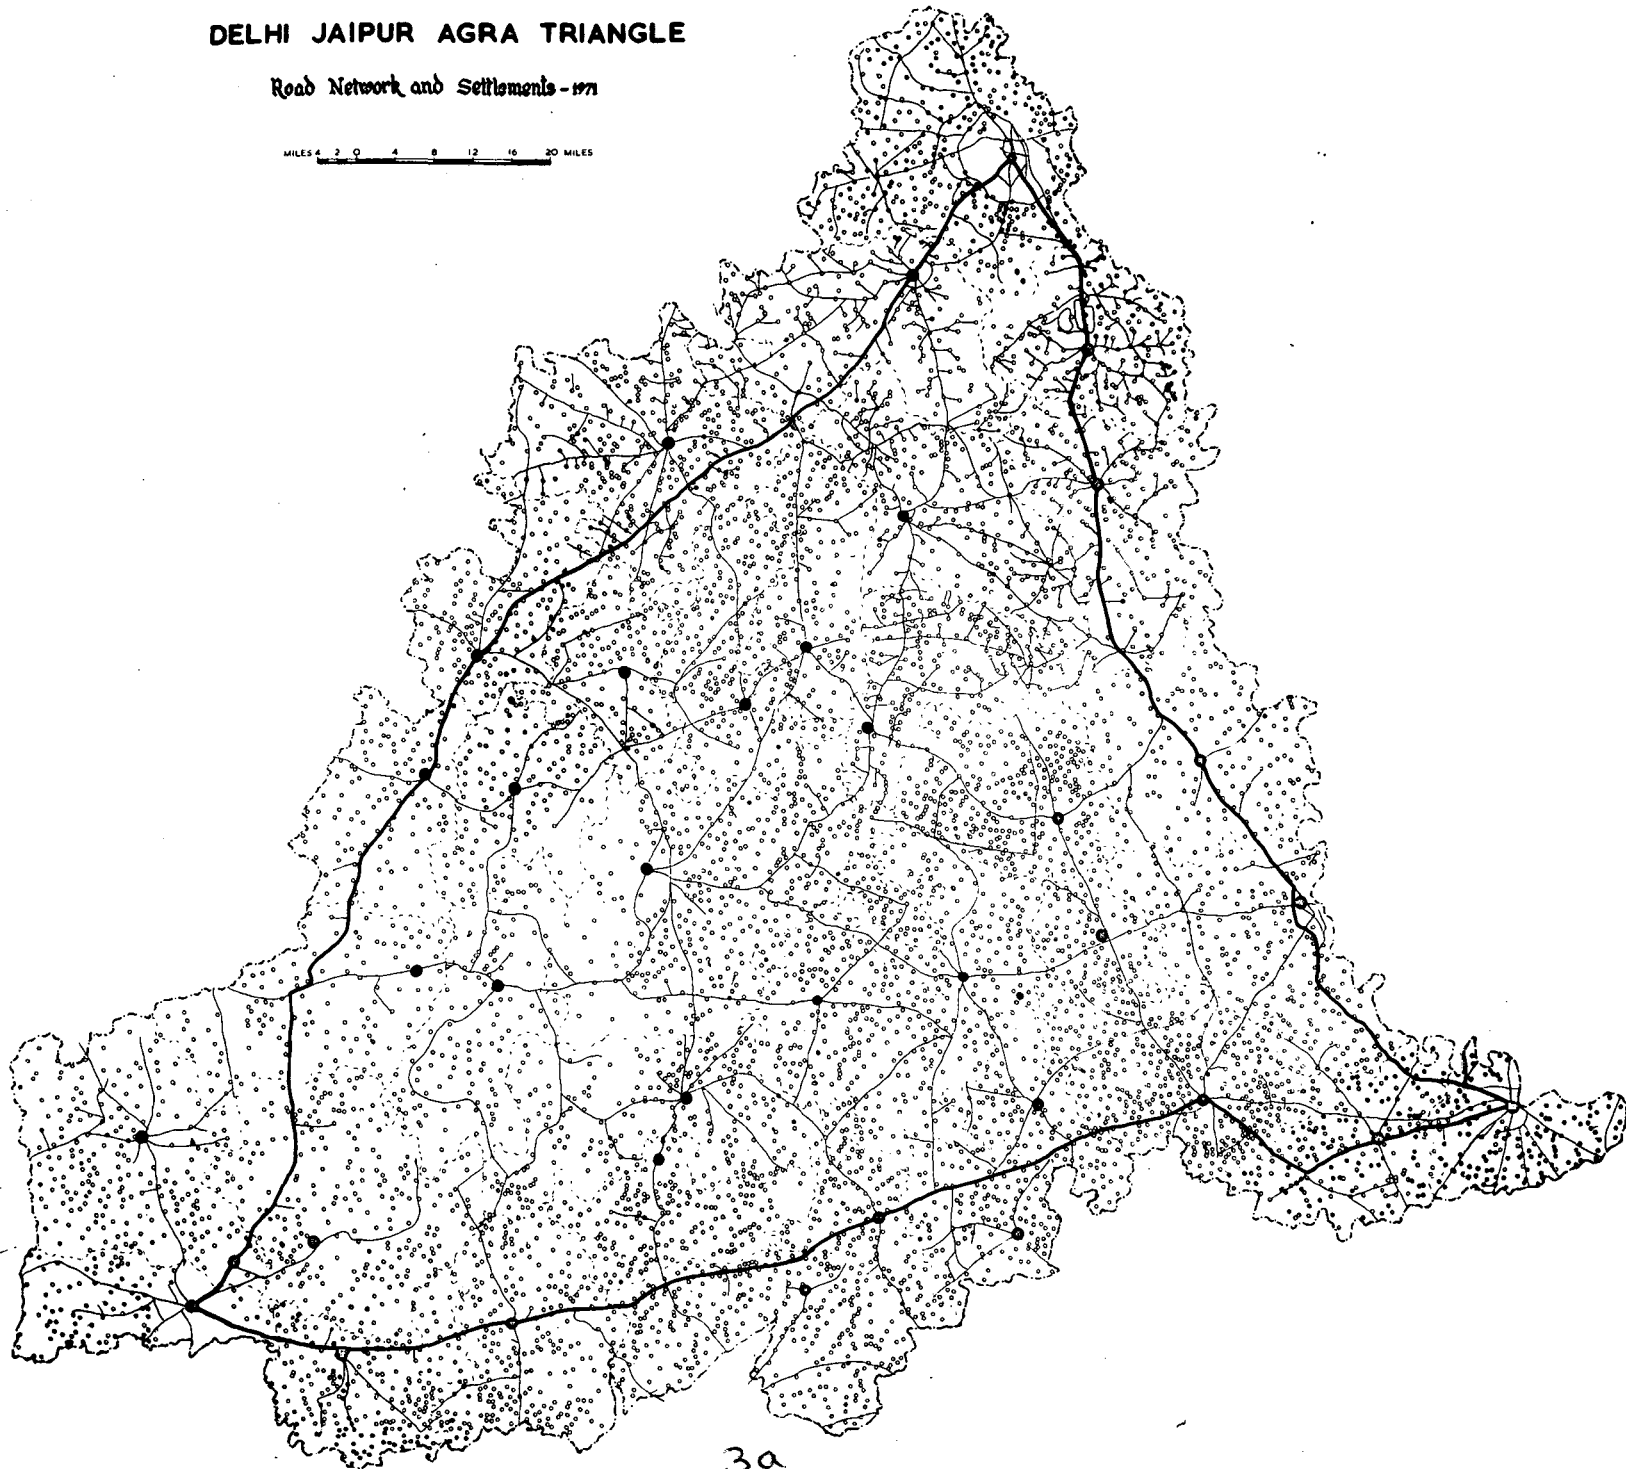 DELHI JAIPUR AGRA TRIANGLE
Road Network and Settlements - 1971
MILES 4 2 0 4 8 12 16 20 MILES
3a